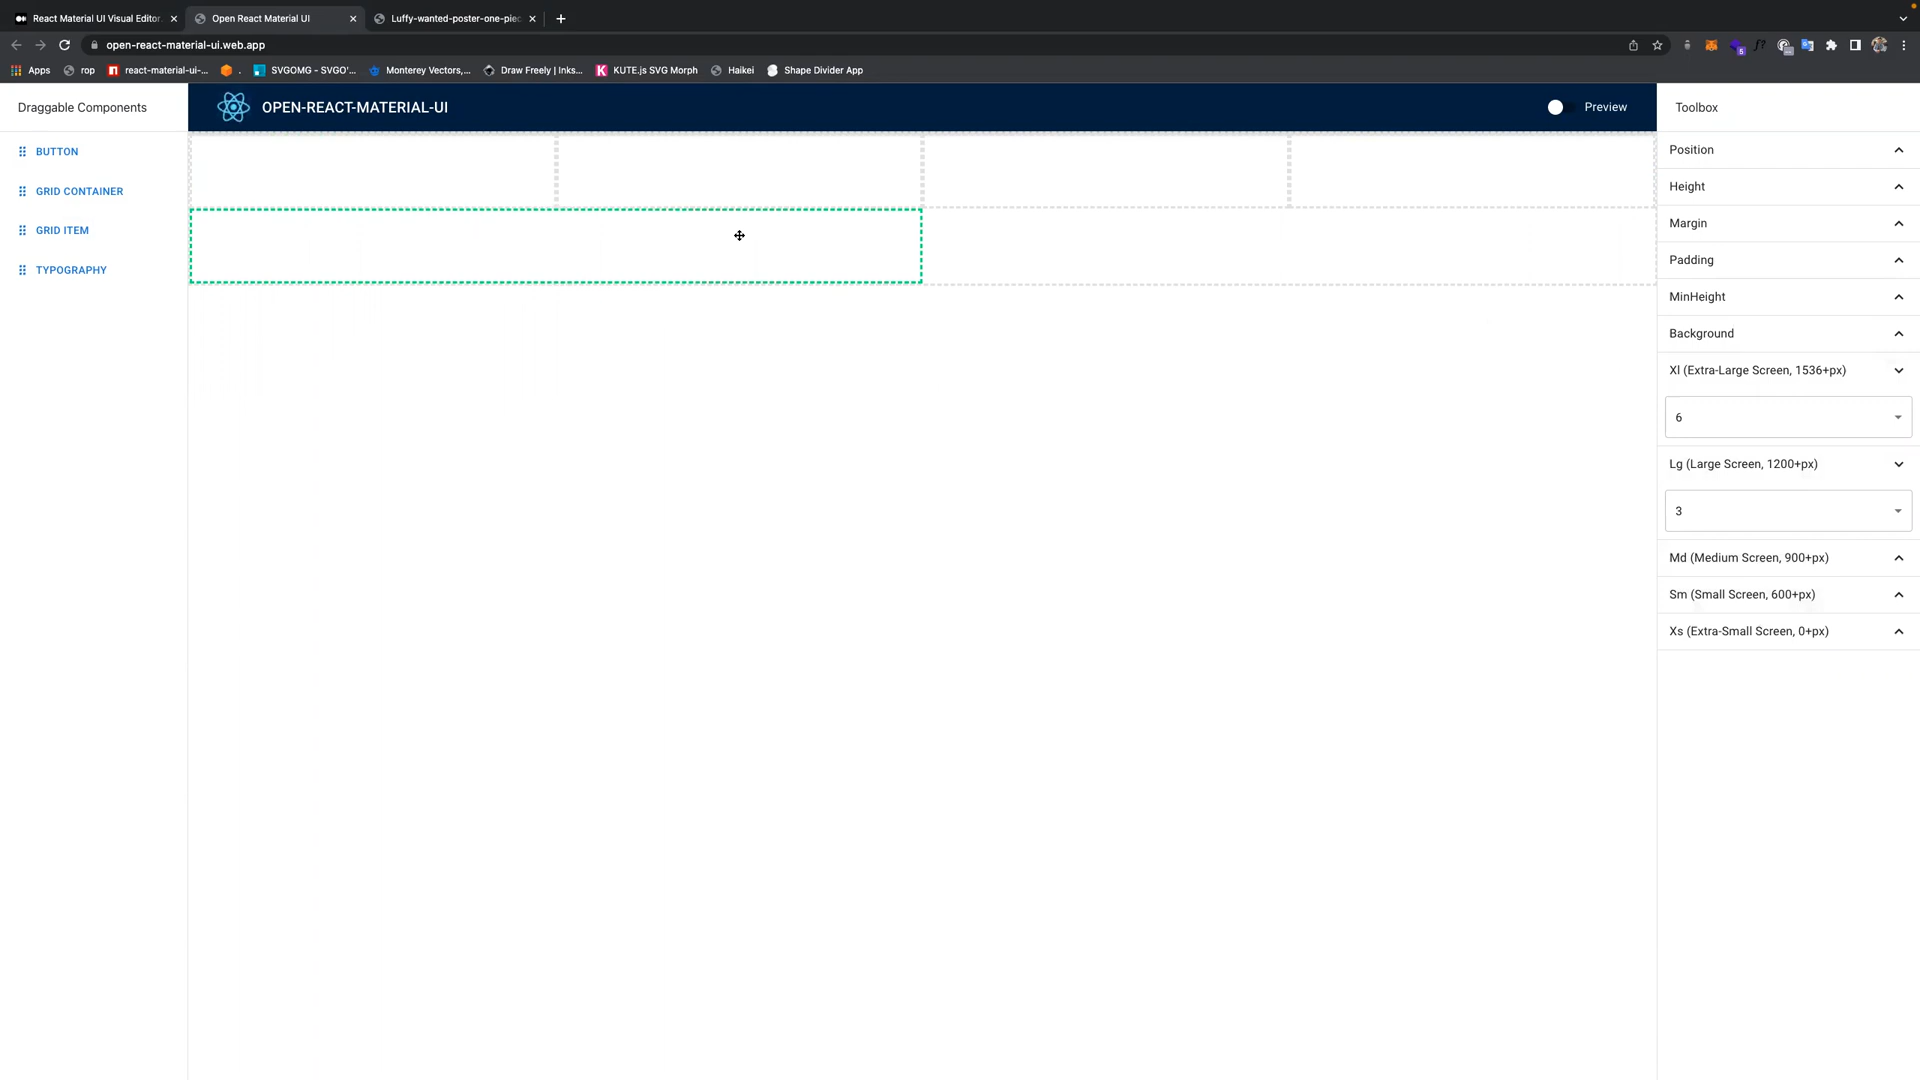 React Material UI Visual Editor
Open React Material UI
Luffy-wanted-poster-one-piec
open-react-material-ui.web.app
5
Apps
rop
react-material-ui-...
.
SVGOMG - SVGO'...
Monterey Vectors,...
Draw Freely | Inks...
KUTE.js SVG Morph
Haikei
Shape Divider App
Draggable Components
OPEN-REACT-MATERIAL-UI
Preview
Toolbox
BUTTON
GRID CONTAINER
GRID ITEM
TYPOGRAPHY
Position
Height
Margin
Padding
MinHeight
Background
Xl (Extra-Large Screen, 1536+px)
6
Lg (Large Screen, 1200+px)
3
Md (Medium Screen, 900+px)
Sm (Small Screen, 600+px)
Xs (Extra-Small Screen, 0+px)